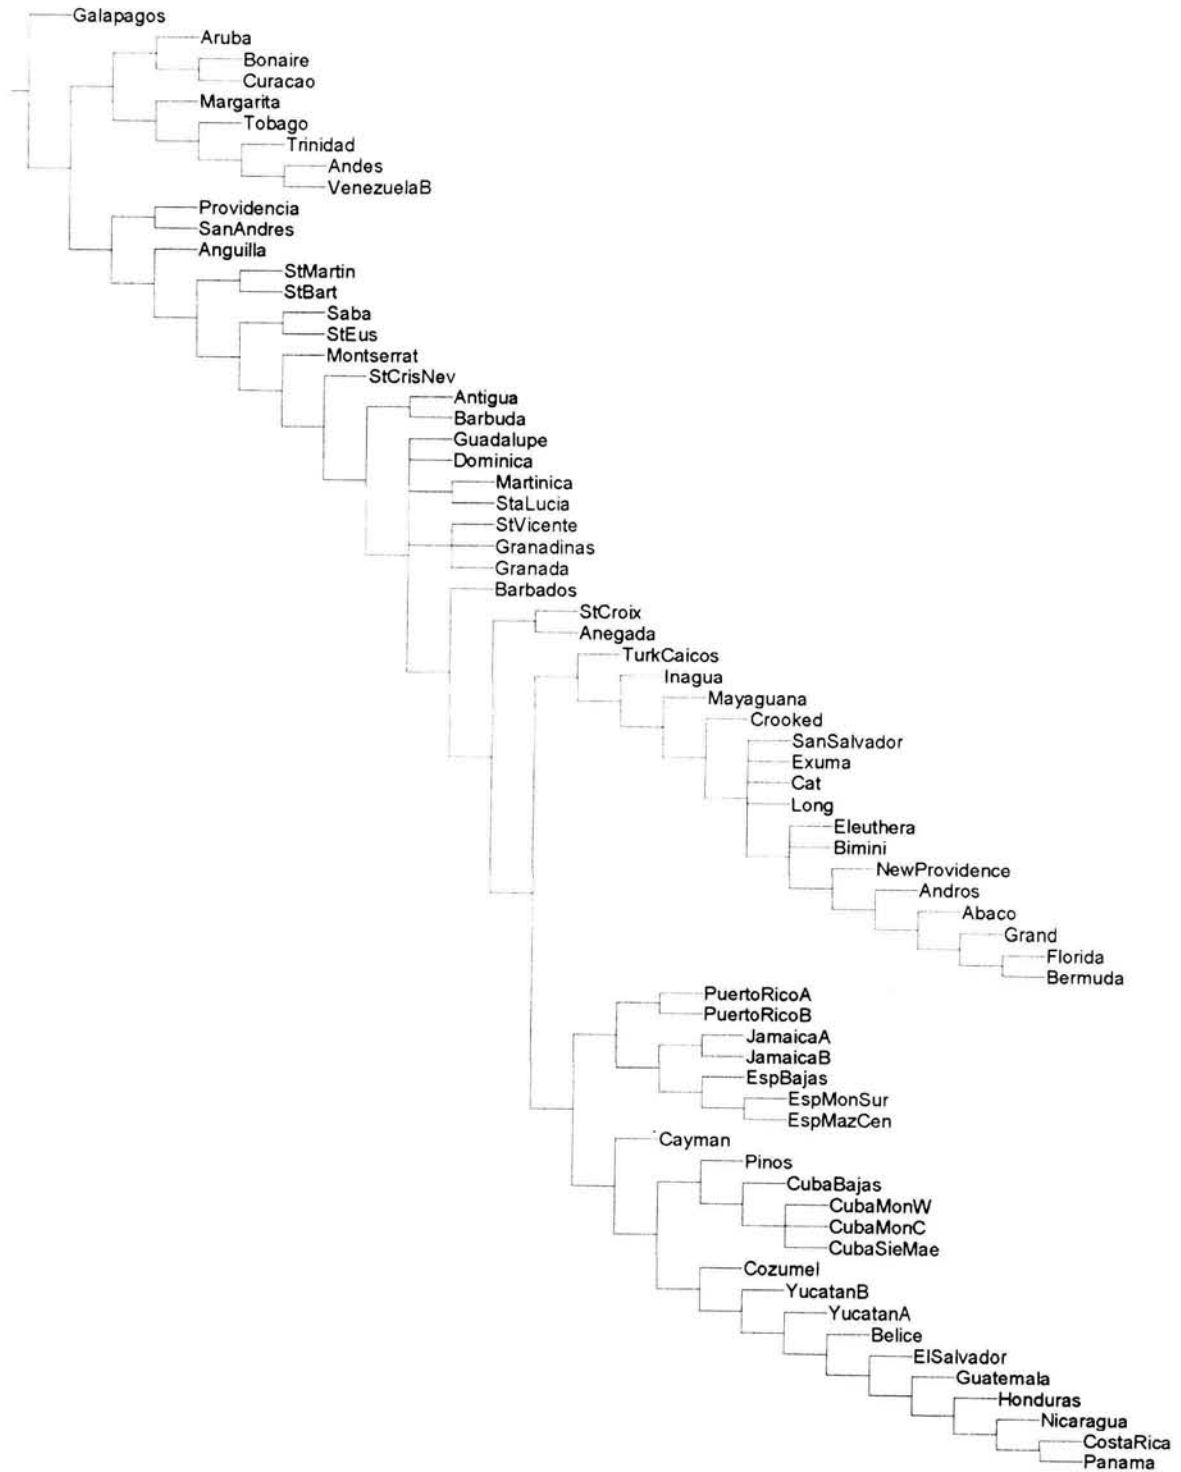 Galapagos
Aruba
Bonaire
Curacao
Margarita
Tobago
Trinidad
Andes
VenezuelaB
Providencia
SanAndres
Anguilla
StMartin
StBart
Saba
StEus
Montserrat
StCrisNev
Antigua
Barbuda
Guadalupe
Dominica
Martinica
StaLucia
StVicente
Granadinas
Granada
Barbados
StCroix
Anegada
TurkCaicos
Inagua
Mayaguana
Crooked
SanSalvador
Exuma
Cat
Long
Eleuthera
Bimini
NewProvidence
Andros
Abaco
Grand
Florida
Bermuda
PuertoRicoA
PuertoRicoB
JamaicaA
JamaicaB
EspBajas
EspMonSur
EspMazCen
Cayman
Pinos
CubaBajas
CubaMonW
CubaMonC
CubaSieMae
Cozumel
YucatanB
YucatanA
Belice
ElSalvador
Guatemala
Honduras
Nicaragua
CostaRica
Panama